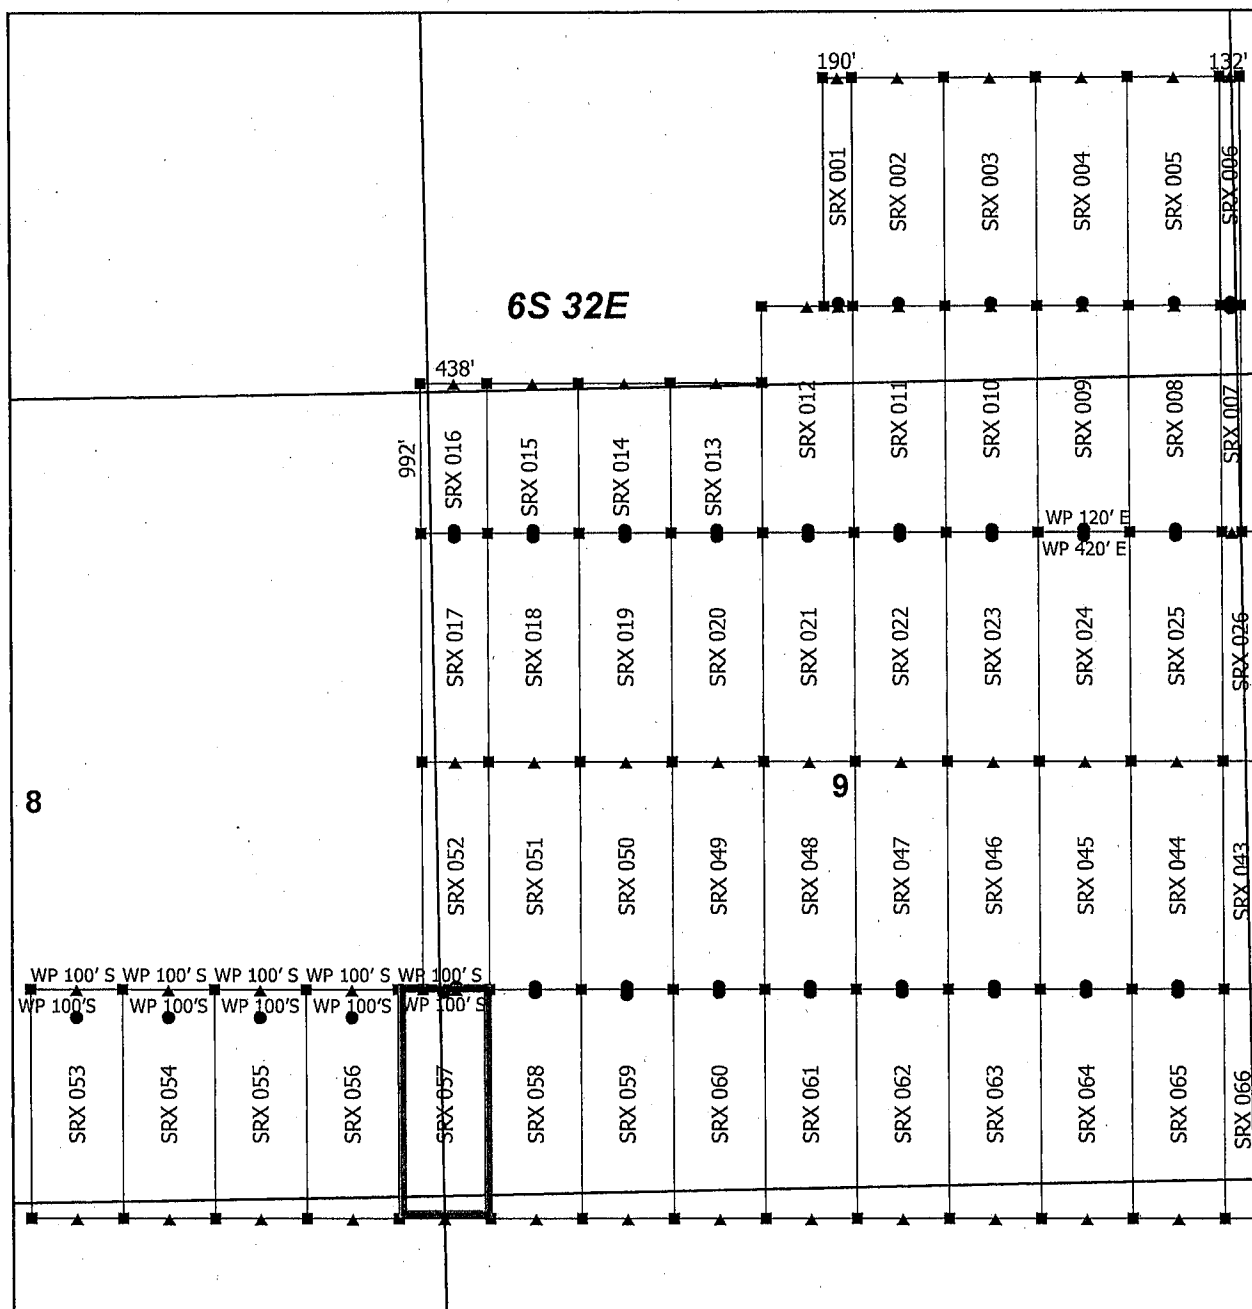 190'
132'
SRX 001
SRX 002
SRX 003
SRX 004
SRX 005
SRX 006
6S 32E
438'
992'
SRX 016
SRX 015
SRX 014
SRX 013
SRX 012
SRX 011
SRX 010
SRX 009
SRX 008
SRX 007
WP 120' E
WP 420' E
SRX 017
SRX 018
SRX 019
SRX 020
SRX 021
SRX 022
SRX 023
SRX 024
SRX 025
SRX 026
8
9
SRX 052
SRX 051
SRX 050
SRX 049
SRX 048
SRX 047
SRX 046
SRX 045
SRX 044
SRX 043
WP 100' S
WP 100' S
WP 100' S
WP 100' S
WP 100' S
WP 100'S
WP 100'S
WP 100'S
WP 100'S
WP 100' S
SRX 053
SRX 054
SRX 055
SRX 056
SRX 057
SRX 058
SRX 059
SRX 060
SRX 061
SRX 062
SRX 063
SRX 064
SRX 065
SRX 066